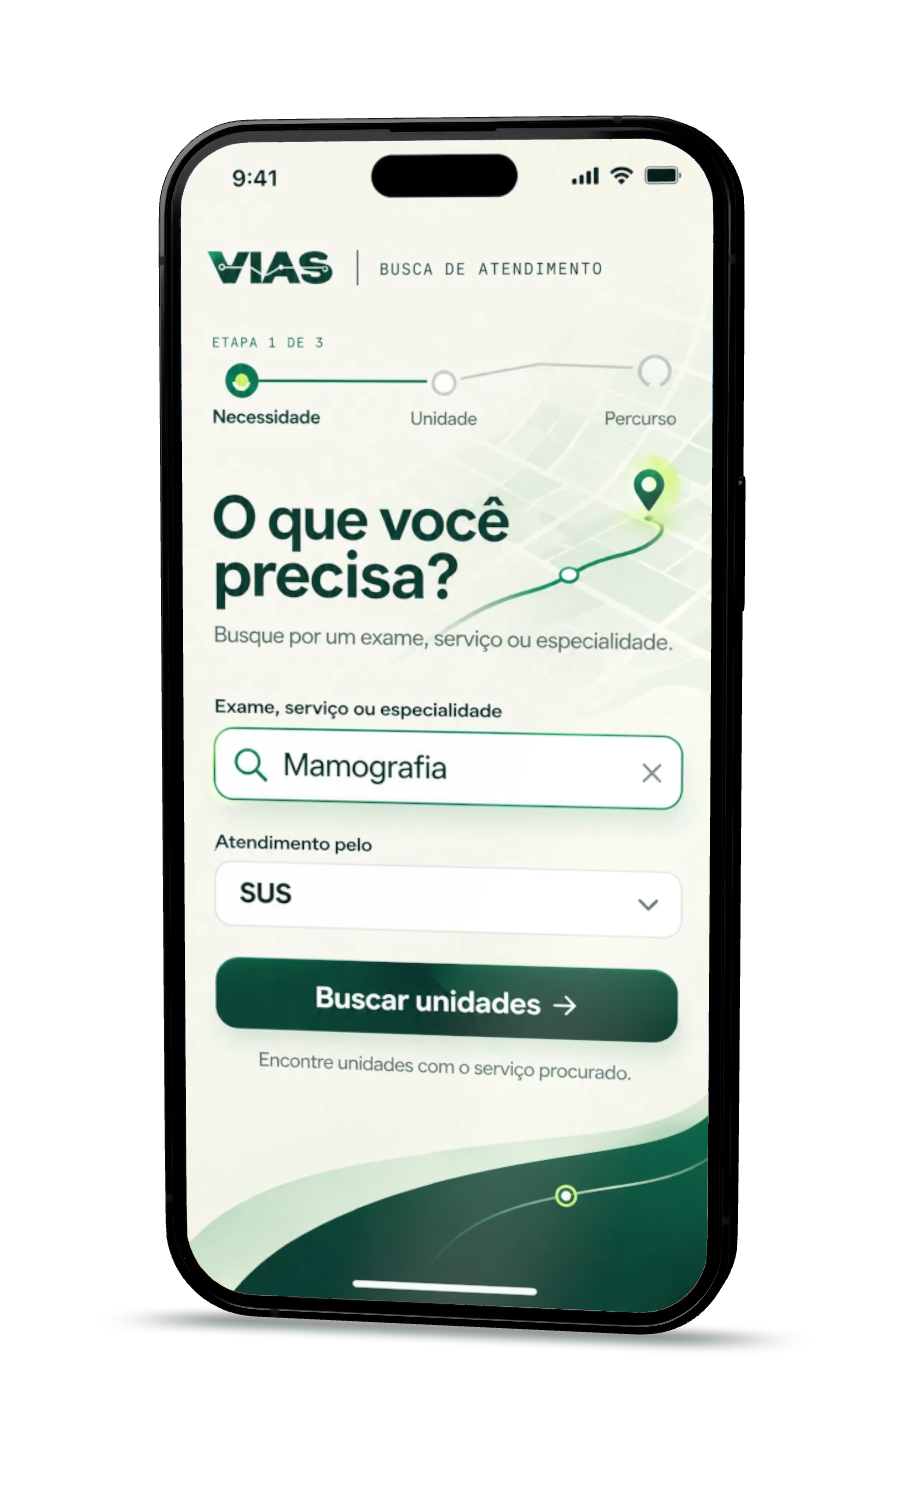 9:41
VIAS | BUSCA DE ATENDIMENTO
ETAPA 1 DE 3
Necessidade Unidade Percurso
O que você
precisa?
Busque por um exame, serviço ou especialidade.
Exame, serviço ou especialidade
Mamografia
Atendimento pelo
SUS
Buscar unidades →
Encontre unidades com o serviço procurado.